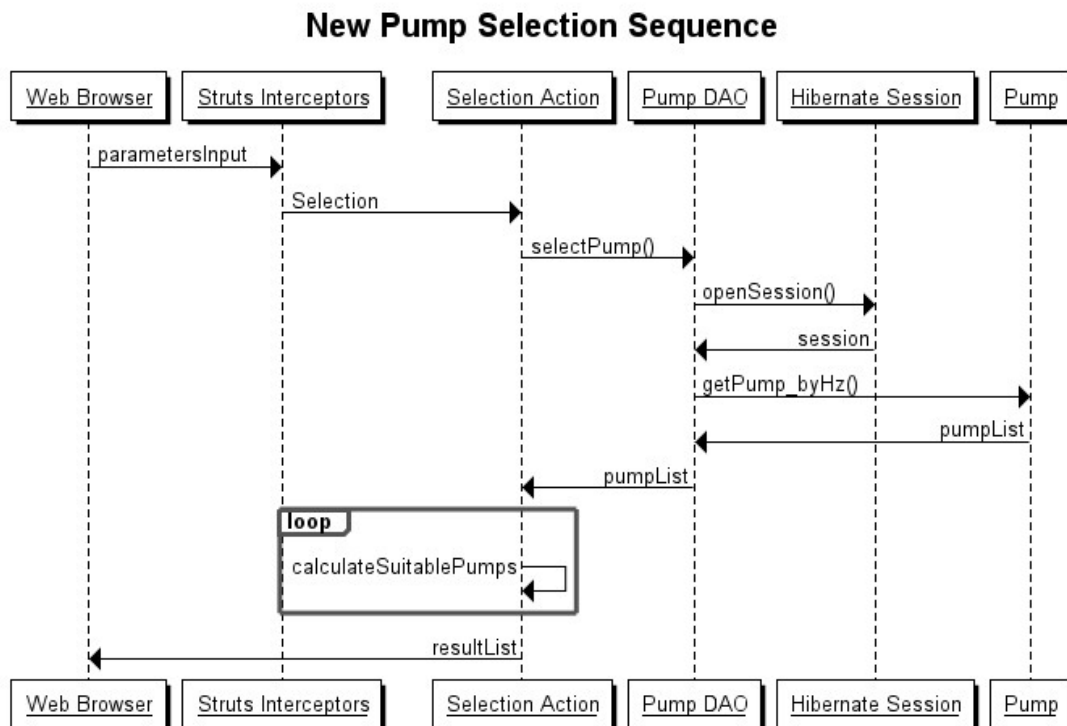 New Pump Selection Sequence
Web Browser
Struts Interceptors
Selection Action
Pump DAO
Hibernate Session
Pump
parametersInput
Selection
selectPump()
openSession()
session
getPump_byHz()
pumpList
pumpList
loop
calculateSuitablePumps
resultList
Web Browser
Struts Interceptors
Selection Action
Pump DAO
Hibernate Session
Pump